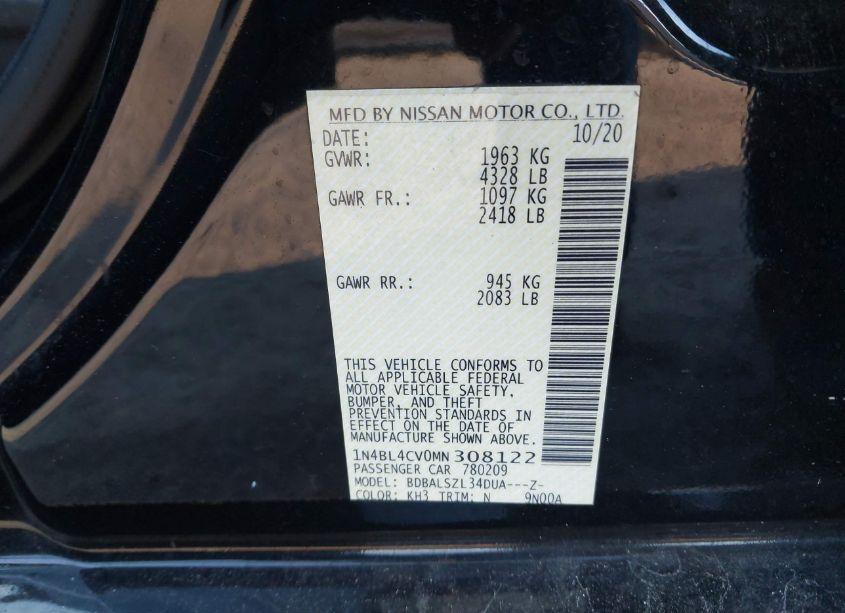 MFD BY NISSAN MOTOR CO., LTD.
DATE: 10/20
GVWR: 1963 KG
4328 LB
GAWR FR.: 1097 KG
2418 LB
GAWR RR.: 945 KG
2083 LB
THIS VEHICLE CONFORMS TO
ALL APPLICABLE FEDERAL
MOTOR VEHICLE SAFETY,
BUMPER, AND THEFT
PREVENTION STANDARDS IN
EFFECT ON THE DATE OF
MANUFACTURE SHOWN ABOVE.
1N4BL4CV0MN308122
PASSENGER CAR 780209
MODEL: BDBALSZL34DUA---Z-
COLOR: KH3 TRIM: N 9N00A